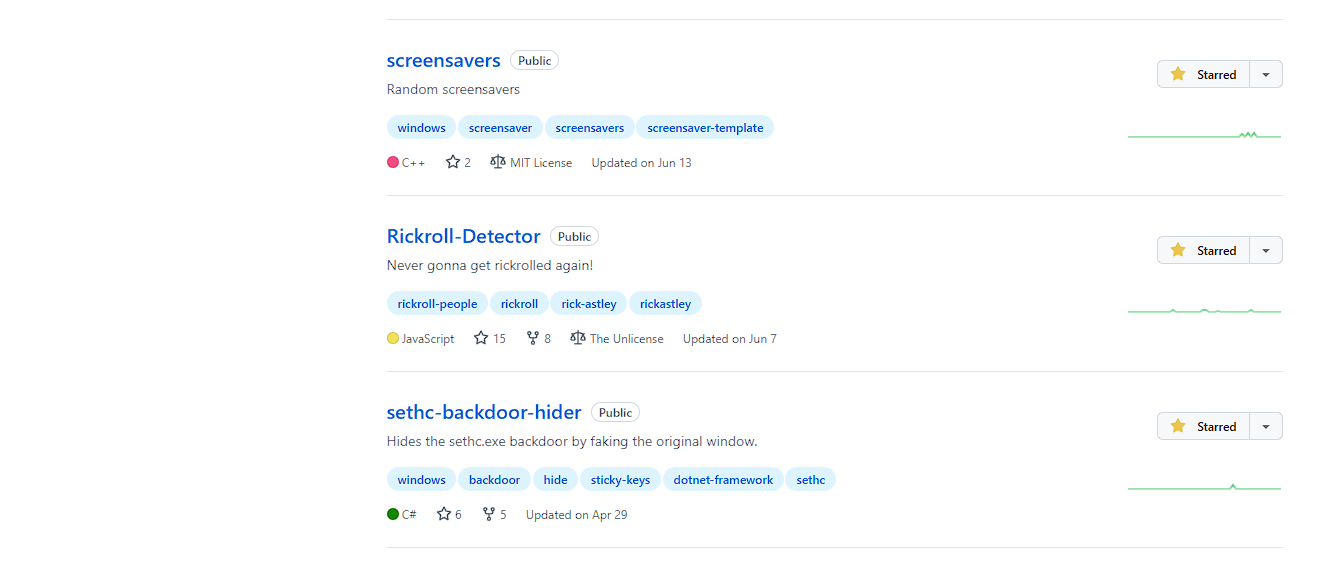 screensavers Public
Starred
Random screensavers
windows screensaver screensavers screensaver-template
C++ 2 MIT License Updated on Jun 13
Rickroll-Detector Public
Starred
Never gonna get rickrolled again!
rickroll-people rickroll rick-astley rickastley
JavaScript 15 8 The Unlicense Updated on Jun 7
sethc-backdoor-hider Public
Starred
Hides the sethc.exe backdoor by faking the original window.
windows backdoor hide sticky-keys dotnet-framework sethc
C# 6 5 Updated on Apr 29